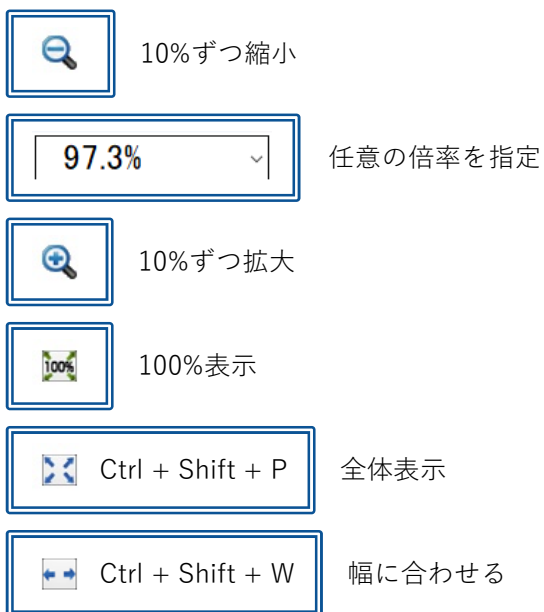 10%ずつ縮小
97.3% 任意の倍率を指定
10%ずつ拡大
100% 100%表示
Ctrl + Shift + P 全体表示
Ctrl + Shift + W 幅に合わせる